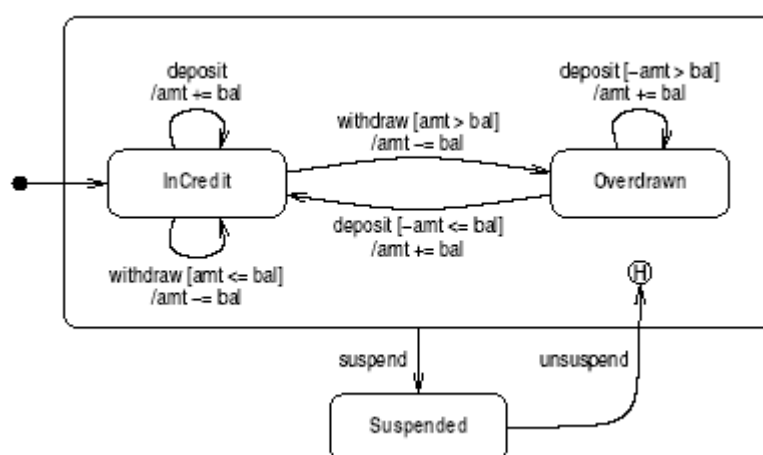 deposit
/amt += bal
deposit [−amt > bal]
/amt += bal
withdraw [amt > bal]
/amt −= bal
InCredit
Overdrawn
deposit [−amt <= bal]
/amt += bal
withdraw [amt <= bal]
/amt −= bal
H
suspend
unsuspend
Suspended